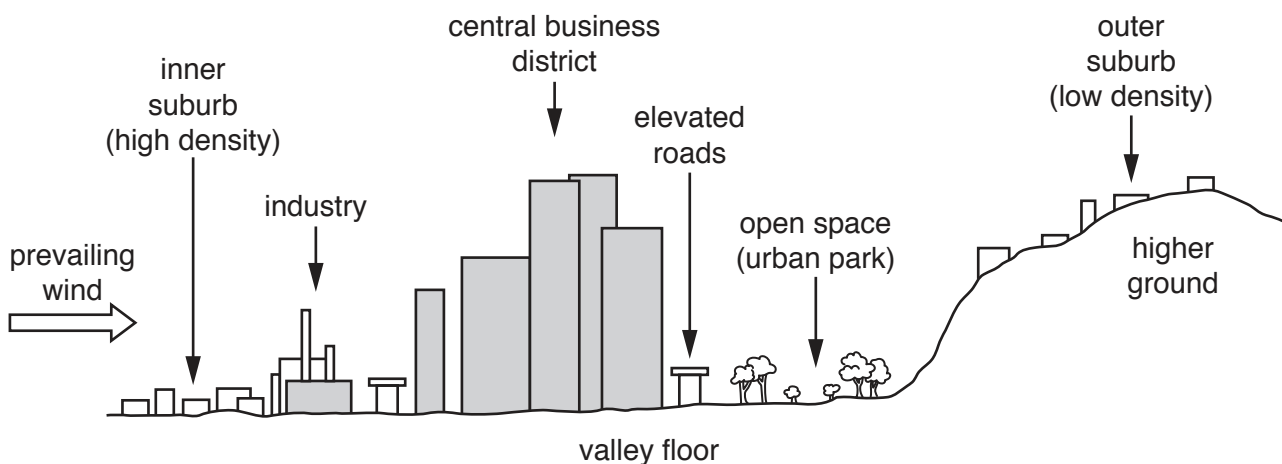 prevailing
wind
inner
suburb
(high density)
industry
central business
district
elevated
roads
open space
(urban park)
outer
suburb
(low density)
higher
ground
valley floor